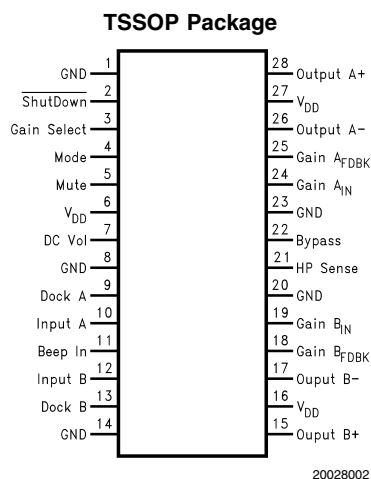 TSSOP Package
GND 1
ShutDown 2
Gain Select 3
Mode 4
Mute 5
VDD 6
DC Vol 7
GND 8
Dock A 9
Input A 10
Beep In 11
Input B 12
Dock B 13
GND 14
28 Output A+
27 VDD
26 Output A-
25 Gain AFDBK
24 Gain AIN
23 GND
22 Bypass
21 HP Sense
20 GND
19 Gain BIN
18 Gain BFDBK
17 Ouput B-
16 VDD
15 Ouput B+
20028002